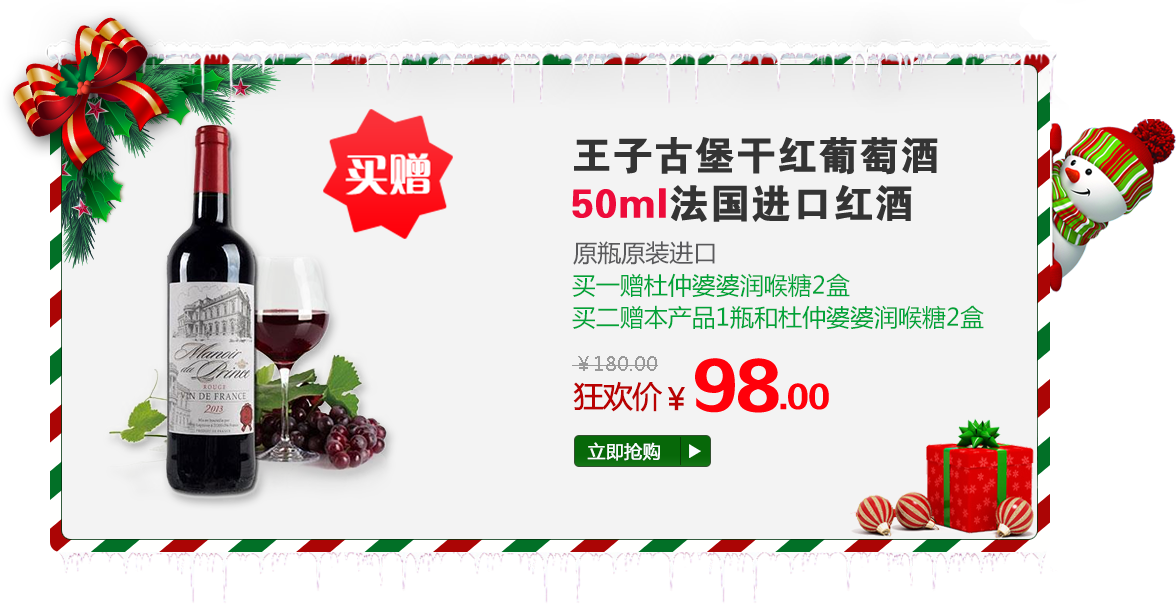 买赠
王子古堡干红葡萄酒
50ml法国进口红酒
原瓶原装进口
买一赠杜仲婆婆润喉糖2盒
买二赠本产品1瓶和杜仲婆婆润喉糖2盒
￥180.00
狂欢价￥98.00
立即抢购
Manoir
du Prince
ROUGE
VIN DE FRANCE
2013